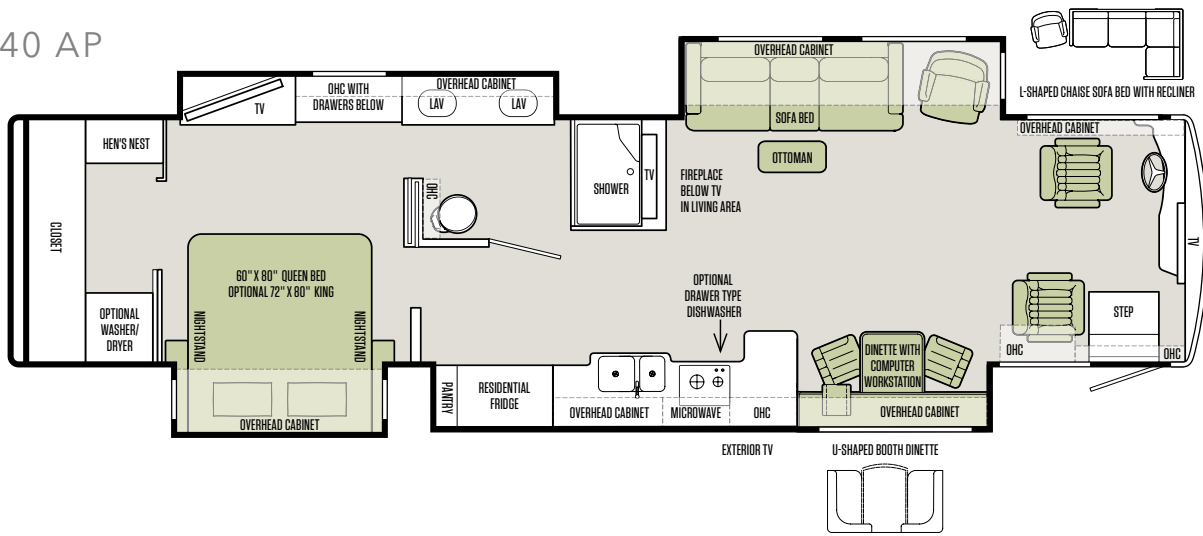 40 AP
L-SHAPED CHAISE SOFA BED WITH RECLINER
OVERHEAD CABINET
OHC WITH
DRAWERS BELOW
OVERHEAD CABINET
TV
LAV
LAV
SOFA BED
OVERHEAD CABINET
HEN'S NEST
OHC
SHOWER
TV
OTTOMAN
FIREPLACE
BELOW TV
IN LIVING AREA
CLOSET
TV
60" X 80" QUEEN BED
OPTIONAL 72" X 80" KING
OPTIONAL
DRAWER TYPE
DISHWASHER
OPTIONAL
WASHER/
DRYER
NIGHTSTAND
NIGHTSTAND
STEP
DINETTE WITH
COMPUTER
WORKSTATION
OHC
OHC
PANTRY
RESIDENTIAL
FRIDGE
OVERHEAD CABINET
MICROWAVE
OHC
OVERHEAD CABINET
OVERHEAD CABINET
EXTERIOR TV
U-SHAPED BOOTH DINETTE